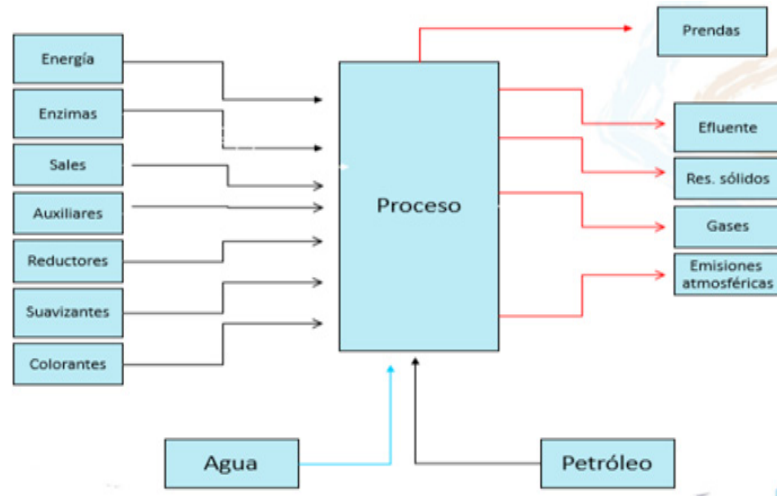 Energía
Enzimas
Sales
Auxiliares
Reductores
Suavizantes
Colorantes
Proceso
Prendas
Efluente
Res. sólidos
Gases
Emisiones
atmosféricas
Agua
Petróleo